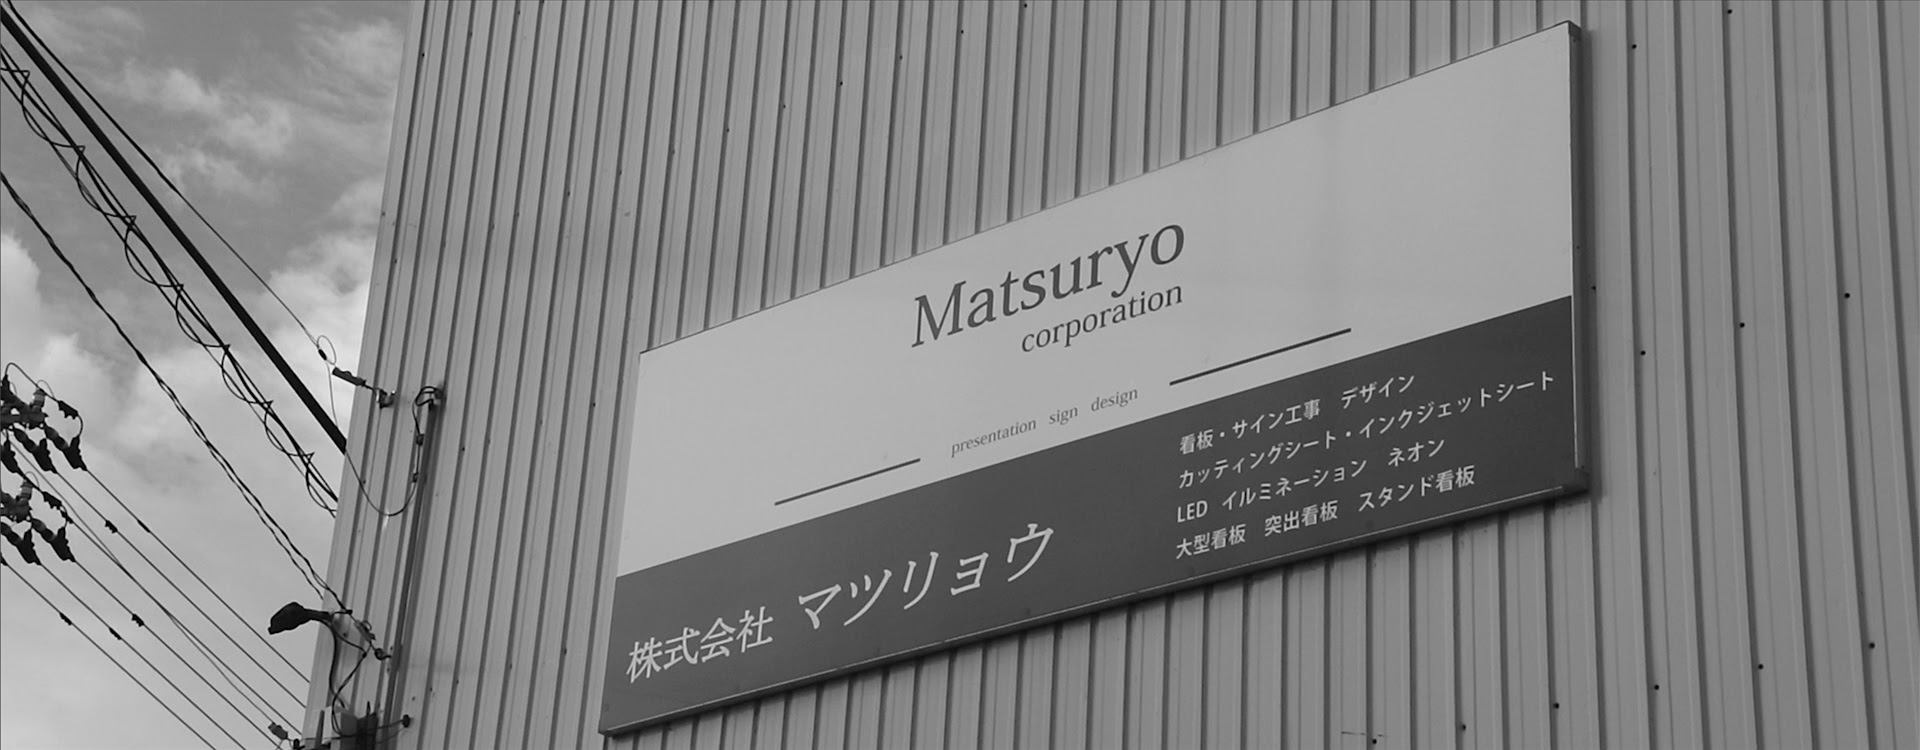 Matsuryo
corporation
presentation sign design
株式会社 マツリョウ
看板・サイン工事 デザイン
カッティングシート・インクジェットシート
LED イルミネーション ネオン
大型看板 突出看板 スタンド看板